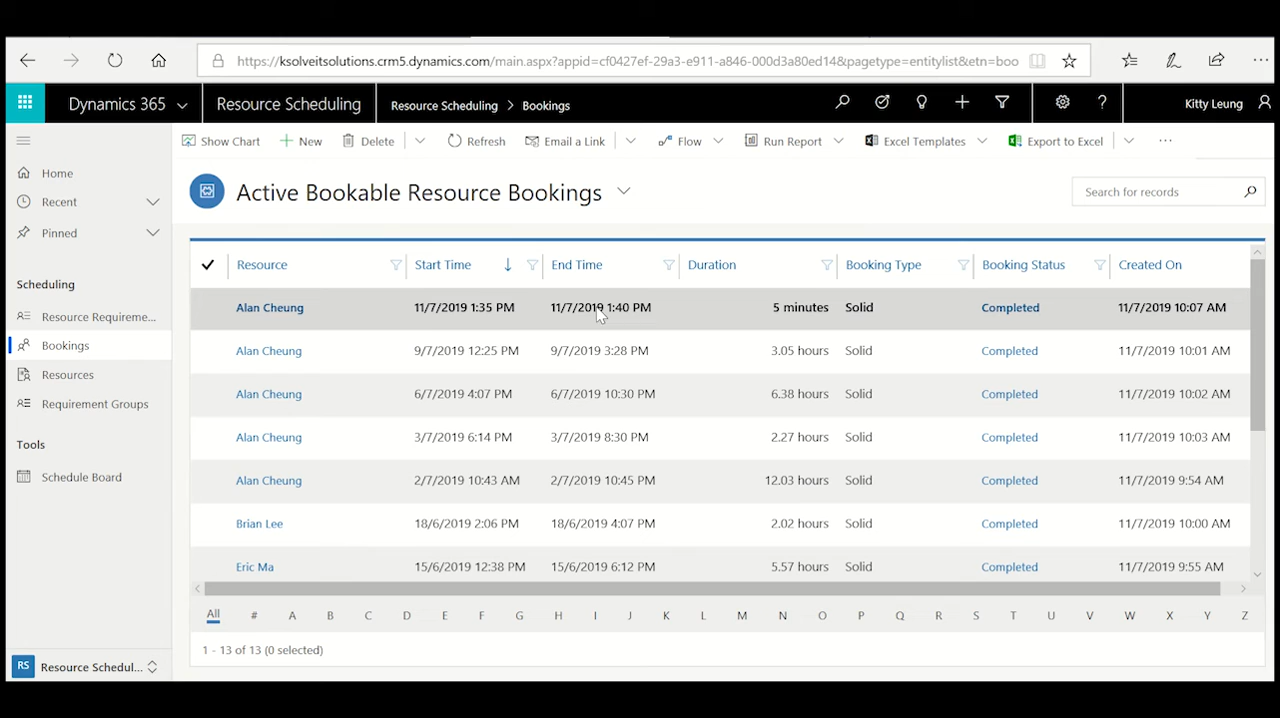 https://ksolveitsolutions.crm5.dynamics.com/main.aspx?appid=cf0427ef-29a3-e911-a846-000d3a80ed14&pagetype=entitylist&etn=boo
Dynamics 365 Resource Scheduling Resource Scheduling > Bookings Kitty Leung
Show Chart New Delete Refresh Email a Link Flow Run Report Excel Templates Export to Excel
Home
Recent
Pinned
Scheduling
Resource Requireme...
Bookings
Resources
Requirement Groups
Tools
Schedule Board
RS Resource Schedul...
Active Bookable Resource Bookings Search for records
Resource Start Time End Time Duration Booking Type Booking Status Created On
Alan Cheung 11/7/2019 1:35 PM 11/7/2019 1:40 PM 5 minutes Solid Completed 11/7/2019 10:07 AM
Alan Cheung 9/7/2019 12:25 PM 9/7/2019 3:28 PM 3.05 hours Solid Completed 11/7/2019 10:01 AM
Alan Cheung 6/7/2019 4:07 PM 6/7/2019 10:30 PM 6.38 hours Solid Completed 11/7/2019 10:02 AM
Alan Cheung 3/7/2019 6:14 PM 3/7/2019 8:30 PM 2.27 hours Solid Completed 11/7/2019 10:03 AM
Alan Cheung 2/7/2019 10:43 AM 2/7/2019 10:45 PM 12.03 hours Solid Completed 11/7/2019 9:54 AM
Brian Lee 18/6/2019 2:06 PM 18/6/2019 4:07 PM 2.02 hours Solid Completed 11/7/2019 10:00 AM
Eric Ma 15/6/2019 12:38 PM 15/6/2019 6:12 PM 5.57 hours Solid Completed 11/7/2019 9:55 AM
All # A B C D E F G H I J K L M N O P Q R S T U V W X Y Z
1 - 13 of 13 (0 selected)